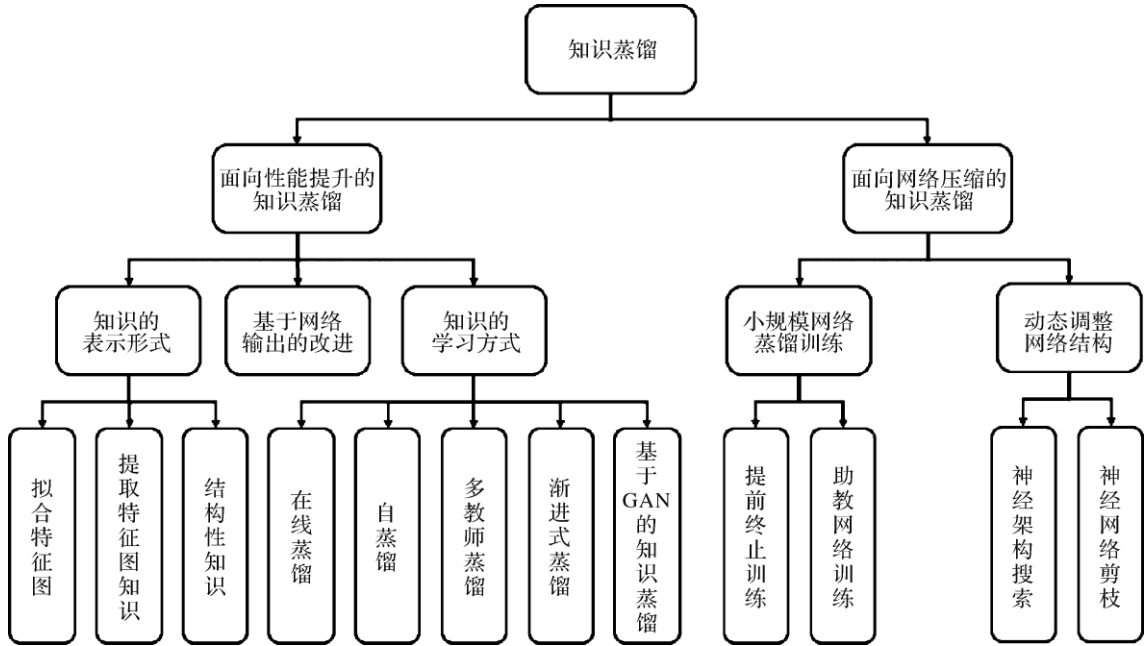 知识蒸馏
面向性能提升的
知识蒸馏
面向网络压缩的
知识蒸馏
知识的
表示形式
基于网络
输出的改进
知识的
学习方式
小规模网络
蒸馏训练
动态调整
网络结构
拟合特征图
提取特征图知识
结构性知识
在线蒸馏
自蒸馏
多教师蒸馏
渐进式蒸馏
基于GAN的知识蒸馏
提前终止训练
助教网络训练
神经架构搜索
神经网络剪枝